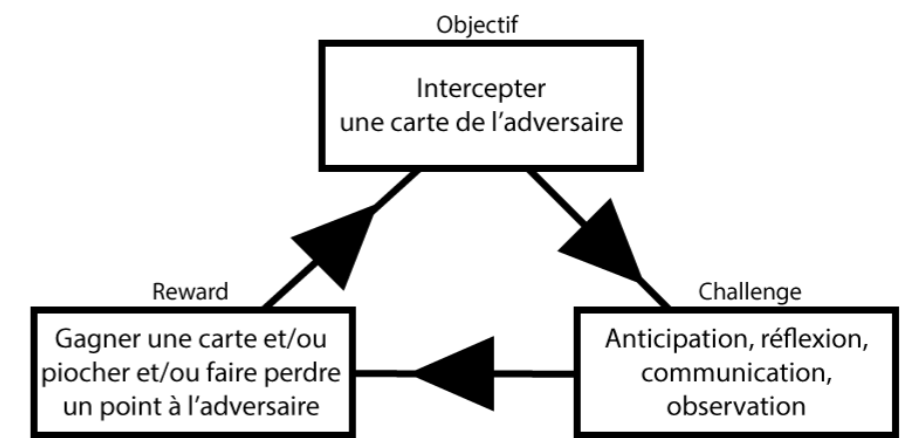 Objectif
Intercepter
une carte de l’adversaire
Reward
Challenge
Gagner une carte et/ou
piocher et/ou faire perdre
un point à l’adversaire
Anticipation, réflexion,
communication,
observation